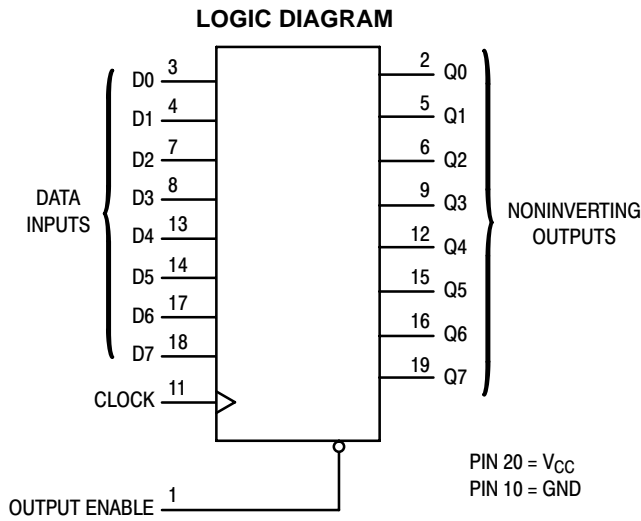 LOGIC DIAGRAM
D0 3
D1 4
D2 7
D3 8
D4 13
D5 14
D6 17
D7 18
DATA
INPUTS
CLOCK 11
OUTPUT ENABLE 1
2 Q0
5 Q1
6 Q2
9 Q3
12 Q4
15 Q5
16 Q6
19 Q7
NONINVERTING
OUTPUTS
PIN 20 = VCC
PIN 10 = GND